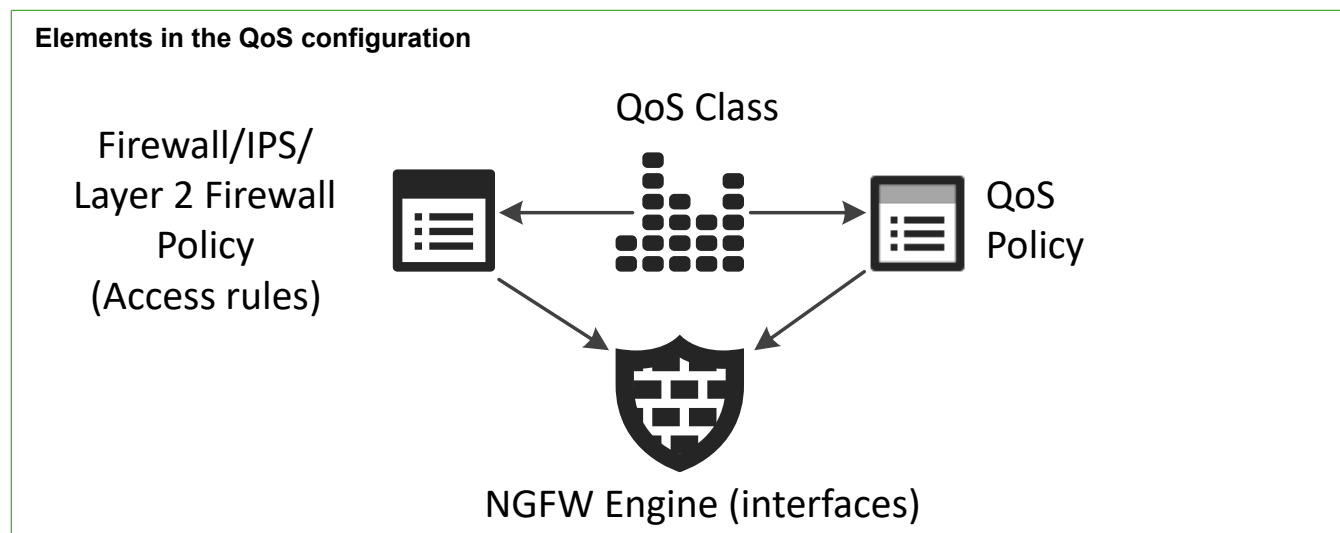 Elements in the QoS configuration
QoS Class
Firewall/IPS/
Layer 2 Firewall
Policy
(Access rules)
QoS
Policy
NGFW Engine (interfaces)